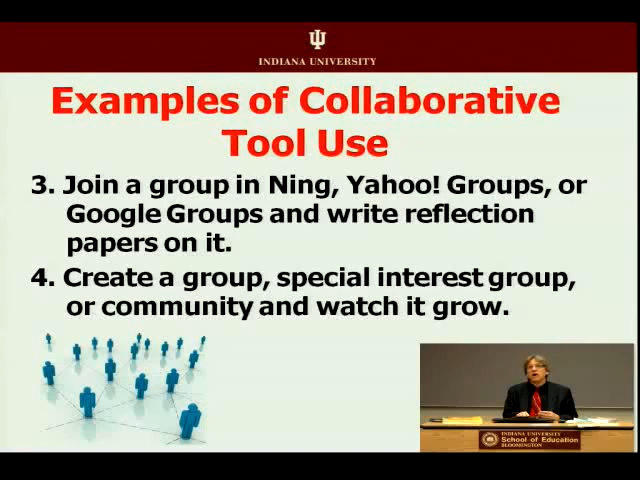 INDIANA UNIVERSITY
Examples of Collaborative
Tool Use
3. Join a group in Ning, Yahoo! Groups, or
Google Groups and write reflection
papers on it.
4. Create a group, special interest group,
or community and watch it grow.
INDIANA UNIVERSITY
School of Education
BLOOMINGTON